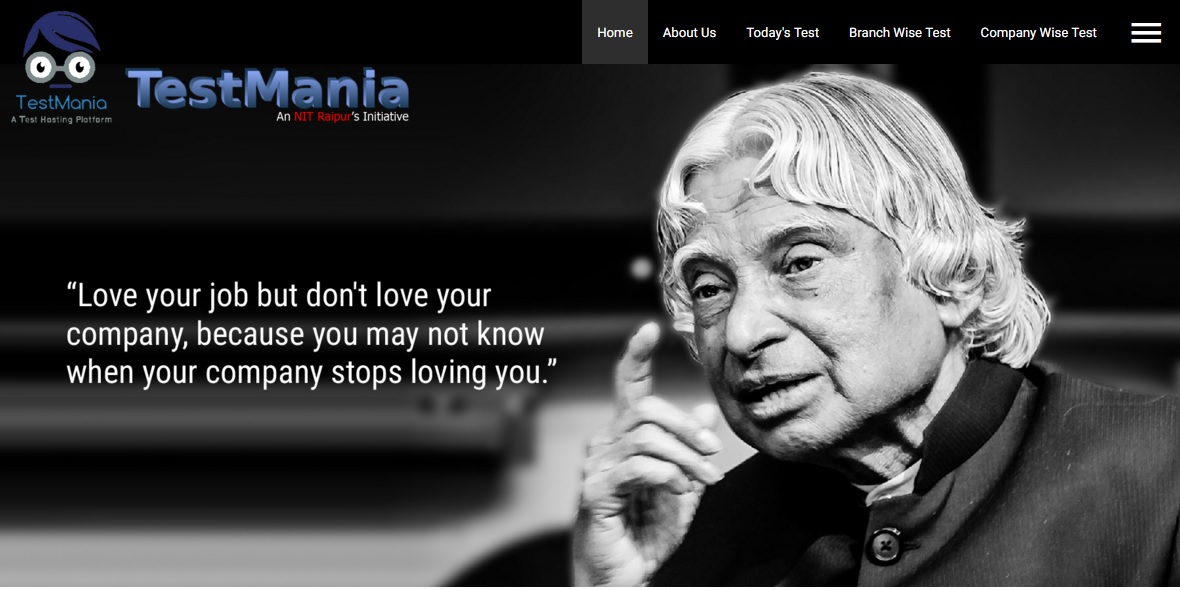 Home
About Us
Today's Test
Branch Wise Test
Company Wise Test
TestMania
A Test Hosting Platform
TestMania
An NIT Raipur's Initiative
“Love your job but don't love your
company, because you may not know
when your company stops loving you.”